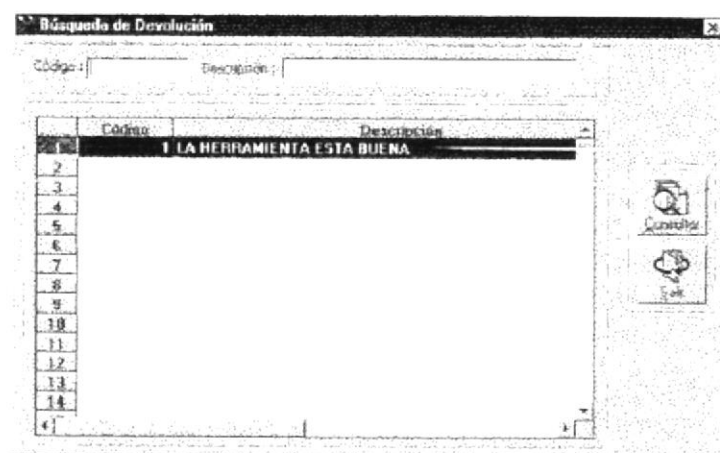 Búsqueda de Devolución
Código : Descripción :
Código Descripción
1 1 LA HERRAMIENTA ESTA BUENA
2
3
4
5
6
7
8
9
10
11
12
13
14
Consultar
Salir